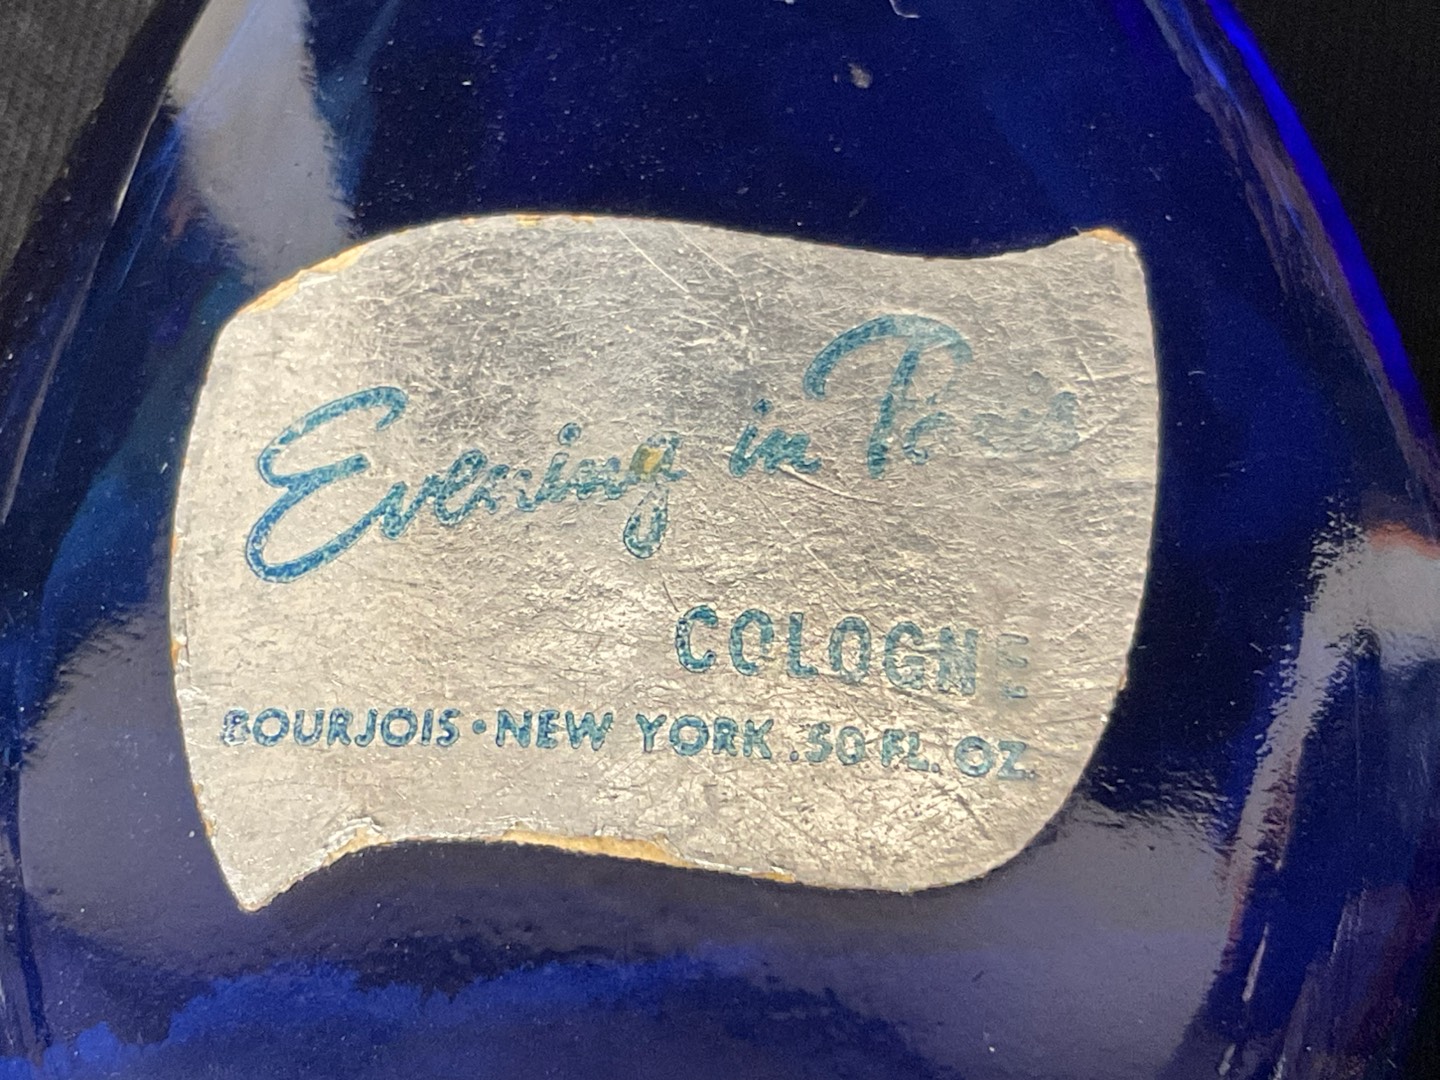 Evening in Paris
COLOGNE
BOURJOIS • NEW YORK .50 FL. OZ.